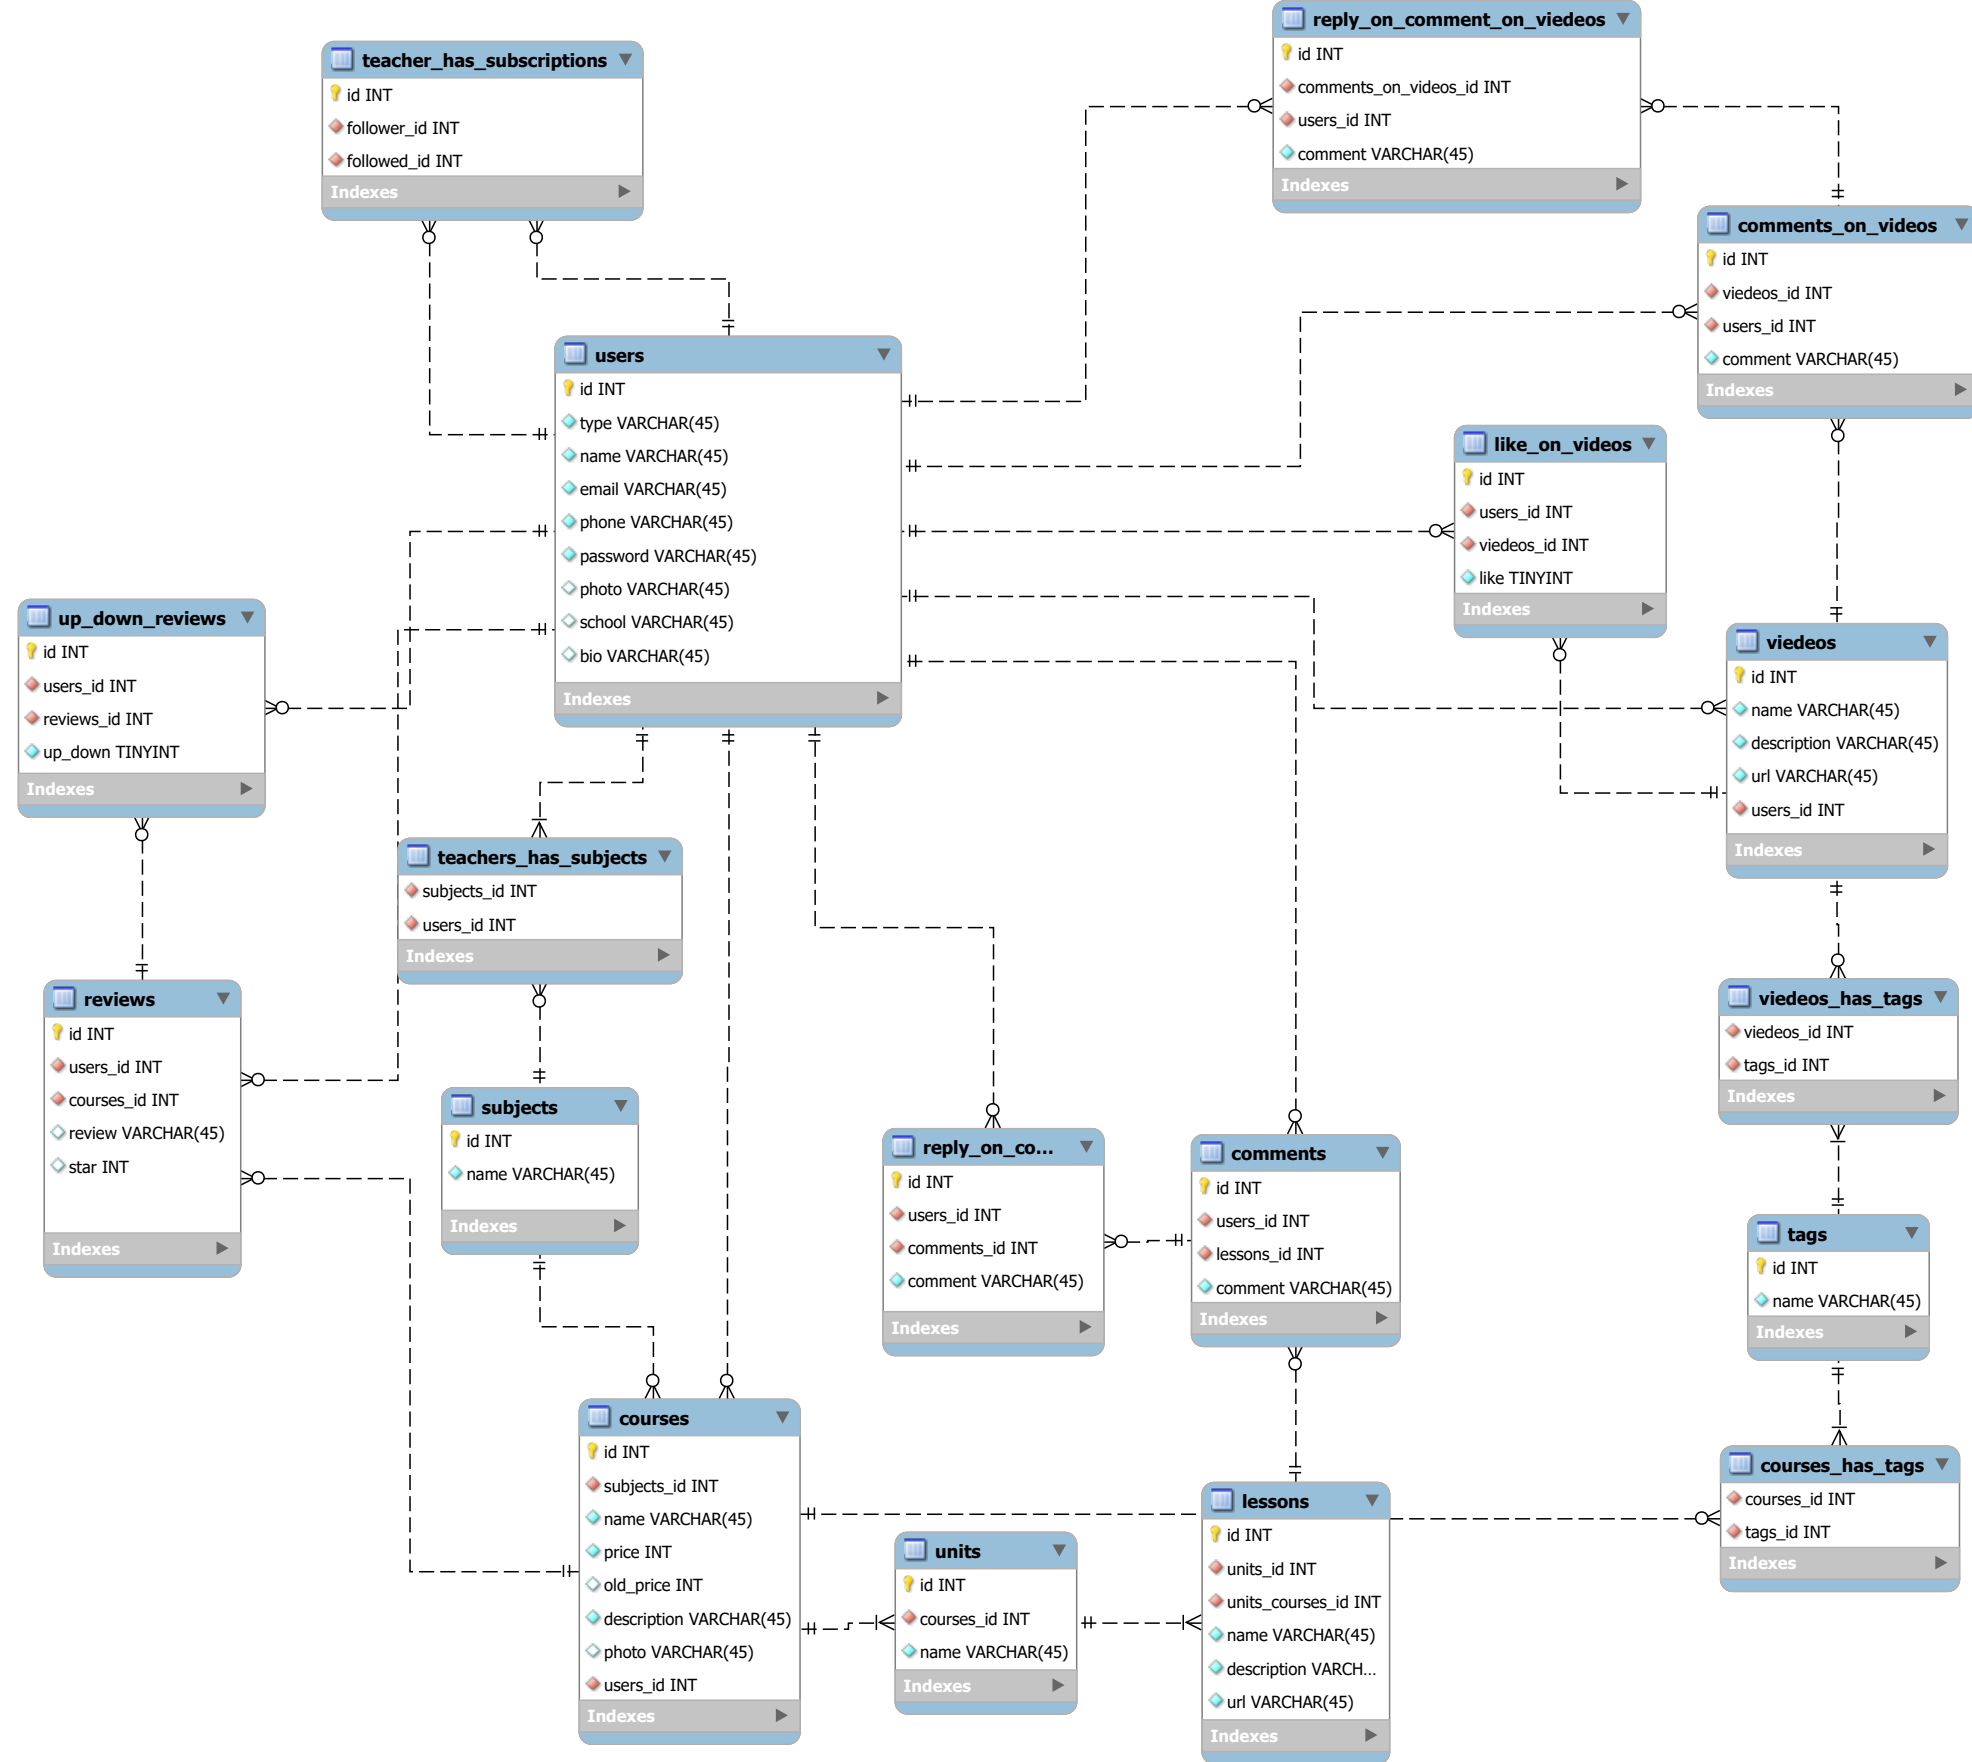 reply_on_comment_on_viedeos
id INT
comments_on_videos_id INT
users_id INT
comment VARCHAR(45)
Indexes
teacher_has_subscriptions
id INT
follower_id INT
followed_id INT
Indexes
comments_on_videos
id INT
viedeos_id INT
users_id INT
comment VARCHAR(45)
Indexes
users
id INT
type VARCHAR(45)
name VARCHAR(45)
email VARCHAR(45)
phone VARCHAR(45)
password VARCHAR(45)
photo VARCHAR(45)
school VARCHAR(45)
bio VARCHAR(45)
Indexes
like_on_videos
id INT
users_id INT
viedeos_id INT
like TINYINT
Indexes
up_down_reviews
id INT
users_id INT
reviews_id INT
up_down TINYINT
Indexes
viedeos
id INT
name VARCHAR(45)
description VARCHAR(45)
url VARCHAR(45)
users_id INT
Indexes
teachers_has_subjects
subjects_id INT
users_id INT
Indexes
reviews
id INT
users_id INT
courses_id INT
review VARCHAR(45)
star INT
Indexes
viedeos_has_tags
viedeos_id INT
tags_id INT
Indexes
subjects
id INT
name VARCHAR(45)
Indexes
reply_on_co...
id INT
users_id INT
comments_id INT
comment VARCHAR(45)
Indexes
comments
id INT
users_id INT
lessons_id INT
comment VARCHAR(45)
Indexes
tags
id INT
name VARCHAR(45)
Indexes
courses
id INT
subjects_id INT
name VARCHAR(45)
price INT
old_price INT
description VARCHAR(45)
photo VARCHAR(45)
users_id INT
Indexes
units
id INT
courses_id INT
name VARCHAR(45)
Indexes
lessons
id INT
units_id INT
units_courses_id INT
name VARCHAR(45)
description VARCH...
url VARCHAR(45)
Indexes
courses_has_tags
courses_id INT
tags_id INT
Indexes